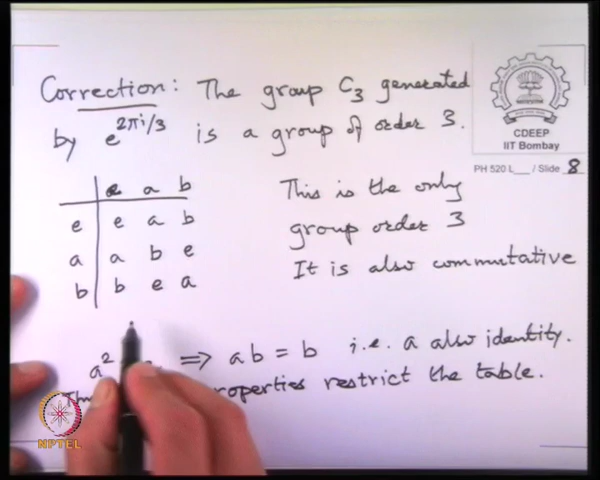 Correction: The group C₃ generated
by e^{2πi/3} is a group of order 3.
CDEEP
IIT Bombay
PH 520 L___ / Slide 8
e a b
e e a b
a a b e
b b e a
This is the only
group order 3
It is also commutative
a² ⇒ ab = b i.e. a also identity.
restrict the table.
NPTEL